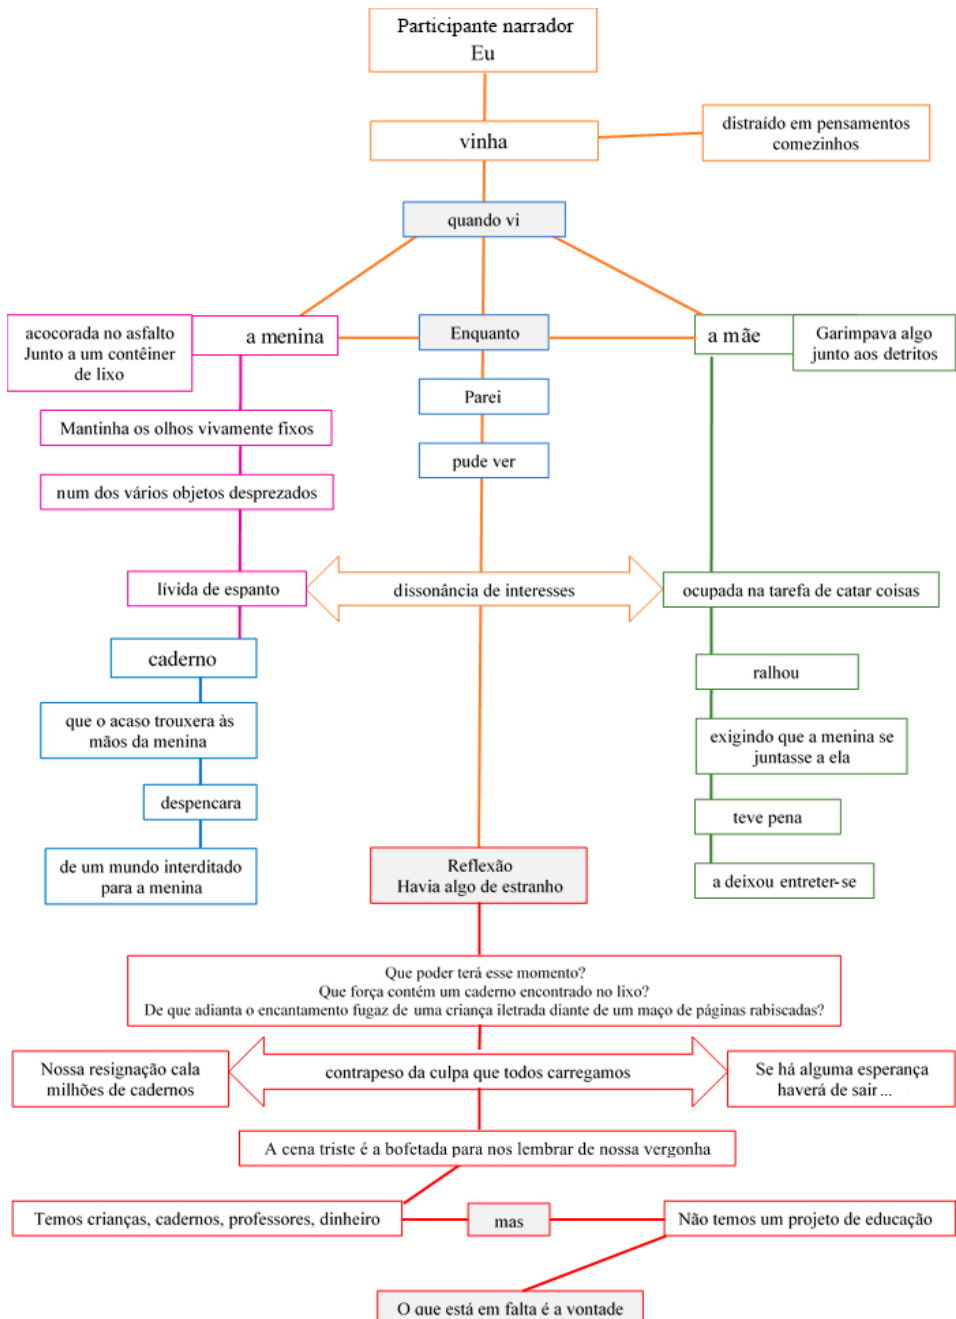 Participante narrador
Eu
vinha
distraído em pensamentos
comezinhos
quando vi
acocorada no asfalto
Junto a um contêiner
de lixo
a menina
Enquanto
a mãe
Garimpava algo
junto aos detritos
Parei
Mantinha os olhos vivamente fixos
pude ver
num dos vários objetos desprezados
lívida de espanto
dissonância de interesses
ocupada na tarefa de catar coisas
caderno
ralhou
que o acaso trouxera às
mãos da menina
exigindo que a menina se
juntasse a ela
despencara
teve pena
de um mundo interditado
para a menina
Reflexão
Havia algo de estranho
a deixou entreter-se
Que poder terá esse momento?
Que força contém um caderno encontrado no lixo?
De que adianta o encantamento fugaz de uma criança iletrada diante de um maço de páginas rabiscadas?
Nossa resignação cala
milhões de cadernos
contrapeso da culpa que todos carregamos
Se há alguma esperança
haverá de sair ...
A cena triste é a bofetada para nos lembrar de nossa vergonha
Temos crianças, cadernos, professores, dinheiro
mas
Não temos um projeto de educação
O que está em falta é a vontade